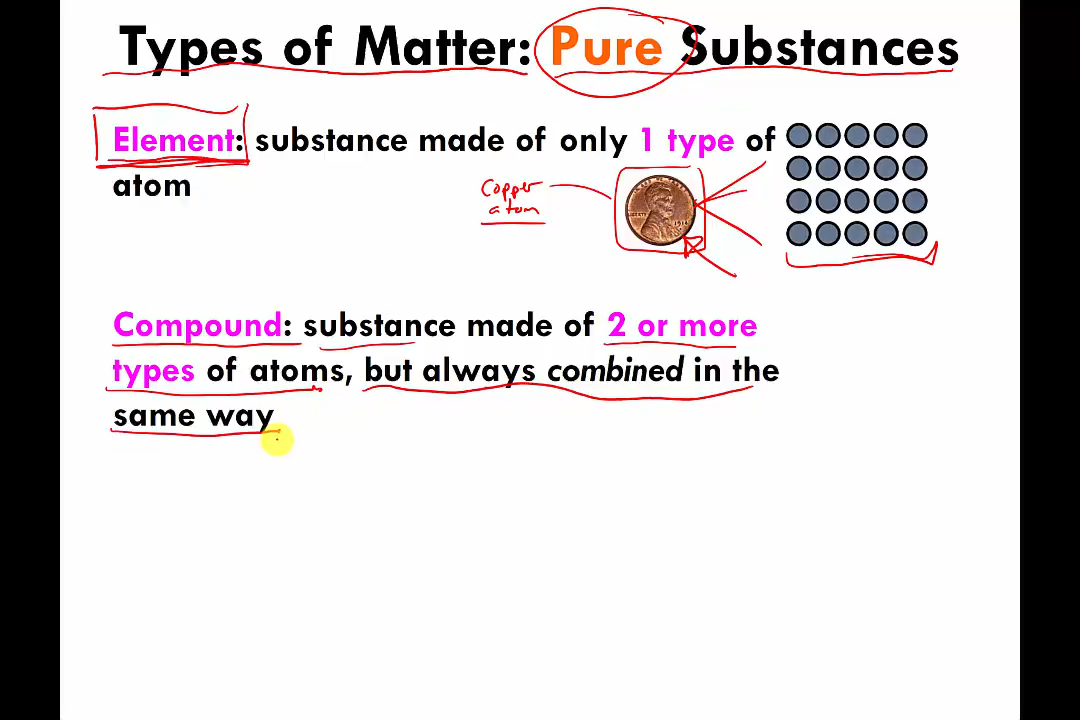 Types of Matter: Pure Substances
Element: substance made of only 1 type of
atom
Copper
atom
Compound: substance made of 2 or more
types of atoms, but always combined in the
same way